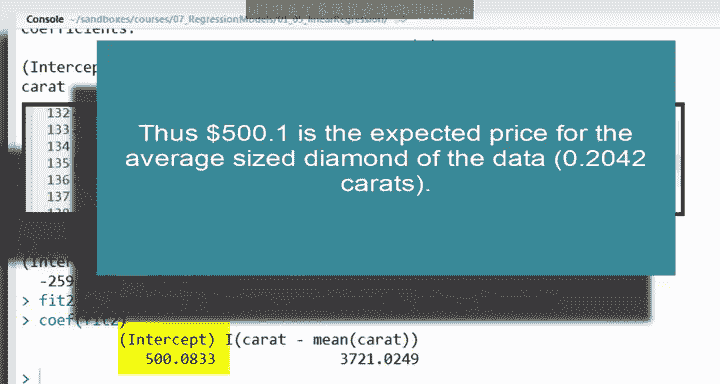 Console ~/sandboxes/courses/07_RegressionModels/01_05_linearRegression/
coefficients:
(Intercep
carat
132
133
134
135
136
137
Thus $500.1 is the expected price for the
average sized diamond of the data (0.2042
carats).
(Inter
-259
> fit2
> coef(fit2)
(Intercept) I(carat - mean(carat))
500.0833 3721.0249
>